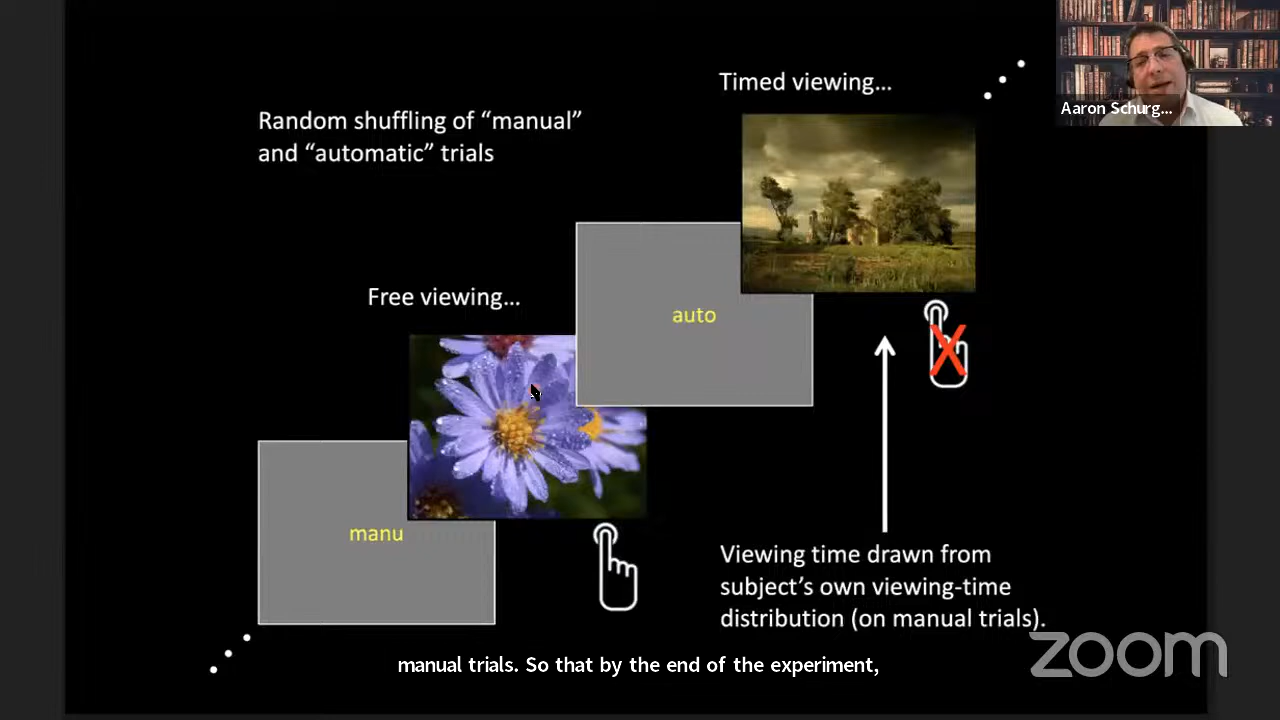 Timed viewing...
Aaron Schurg...
Random shuffling of “manual”
and “automatic” trials
Free viewing...
auto
manu
Viewing time drawn from
subject’s own viewing-time
distribution (on manual trials).
manual trials. So that by the end of the experiment,
zoom